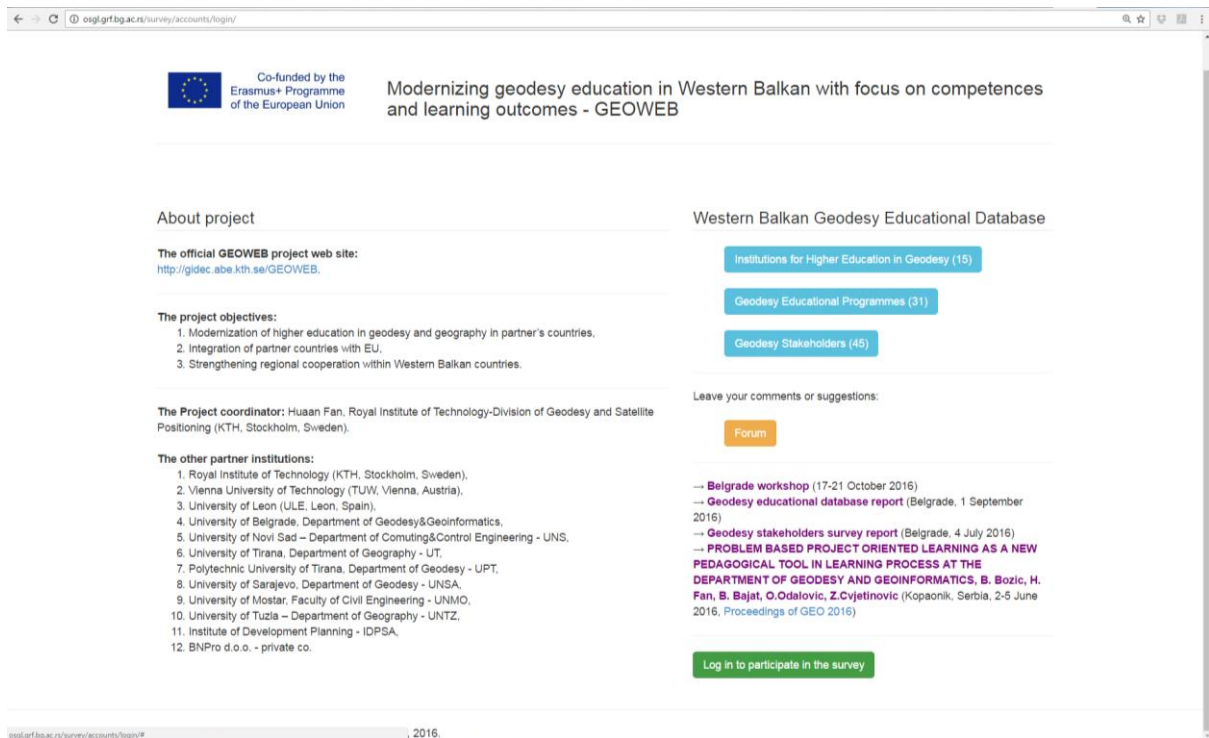 osgl.grf.bg.ac.rs/survey/accounts/login/
Co-funded by the
Erasmus+ Programme
of the European Union
Modernizing geodesy education in Western Balkan with focus on competences
and learning outcomes - GEOWEB
About project
The official GEOWEB project web site:
http://gidec.abe.kth.se/GEOWEB.
The project objectives:
1. Modernization of higher education in geodesy and geography in partner's countries,
2. Integration of partner countries with EU,
3. Strengthening regional cooperation within Western Balkan countries.
The Project coordinator: Huaan Fan, Royal Institute of Technology-Division of Geodesy and Satellite
Positioning (KTH, Stockholm, Sweden).
The other partner institutions:
1. Royal Institute of Technology (KTH, Stockholm, Sweden),
2. Vienna University of Technology (TUW, Vienna, Austria),
3. University of Leon (ULE, Leon, Spain),
4. University of Belgrade, Department of Geodesy&Geoinformatics,
5. University of Novi Sad – Department of Comuting&Control Engineering - UNS,
6. University of Tirana, Department of Geography - UT,
7. Polytechnic University of Tirana, Department of Geodesy - UPT,
8. University of Sarajevo, Department of Geodesy - UNSA,
9. University of Mostar, Faculty of Civil Engineering - UNMO,
10. University of Tuzla – Department of Geography - UNTZ,
11. Institute of Development Planning - IDPSA,
12. BNPro d.o.o. - private co.
Western Balkan Geodesy Educational Database
Institutions for Higher Education in Geodesy (15)
Geodesy Educational Programmes (31)
Geodesy Stakeholders (45)
Leave your comments or suggestions:
Forum
→ Belgrade workshop (17-21 October 2016)
→ Geodesy educational database report (Belgrade, 1 September
2016)
→ Geodesy stakeholders survey report (Belgrade, 4 July 2016)
→ PROBLEM BASED PROJECT ORIENTED LEARNING AS A NEW
PEDAGOGICAL TOOL IN LEARNING PROCESS AT THE
DEPARTMENT OF GEODESY AND GEOINFORMATICS, B. Bozic, H.
Fan, B. Bajat, O.Odalovic, Z.Cvjetinovic (Kopaonik, Serbia, 2-5 June
2016, Proceedings of GEO 2016)
Log in to participate in the survey
osgl.grf.bg.ac.rs/survey/accounts/login/#
, 2016.